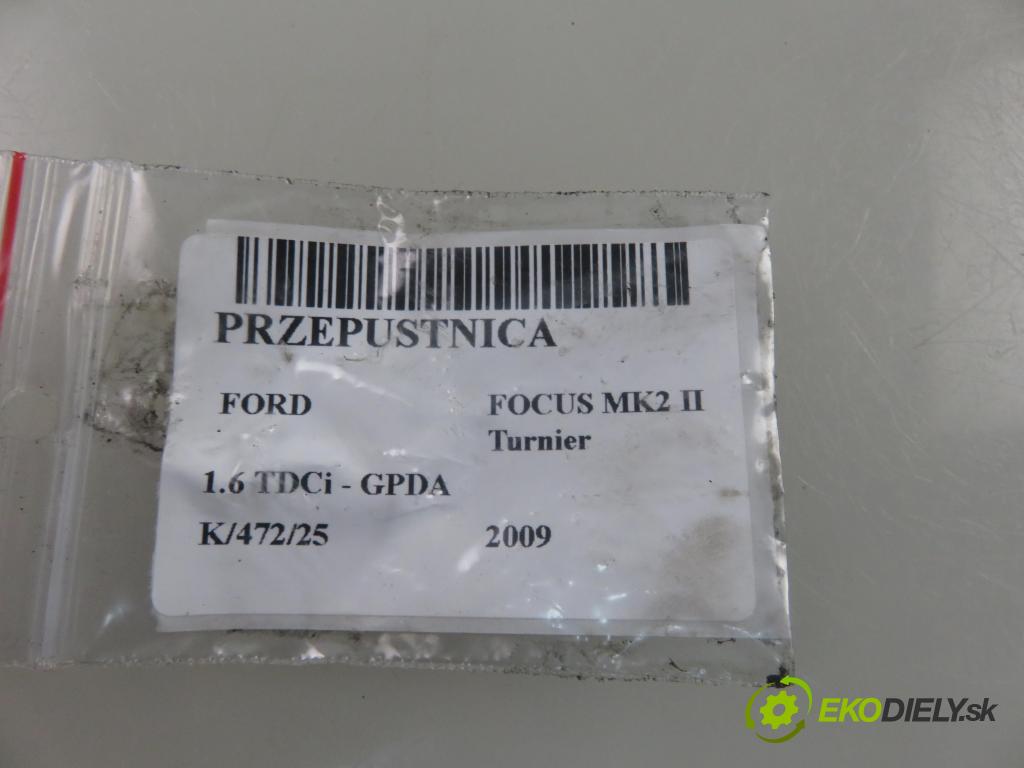 PRZEPUSTNICA
FORD FOCUS MK2 II
Turnier
1.6 TDCi - GPDA
K/472/25 2009
EKODIELY.sk